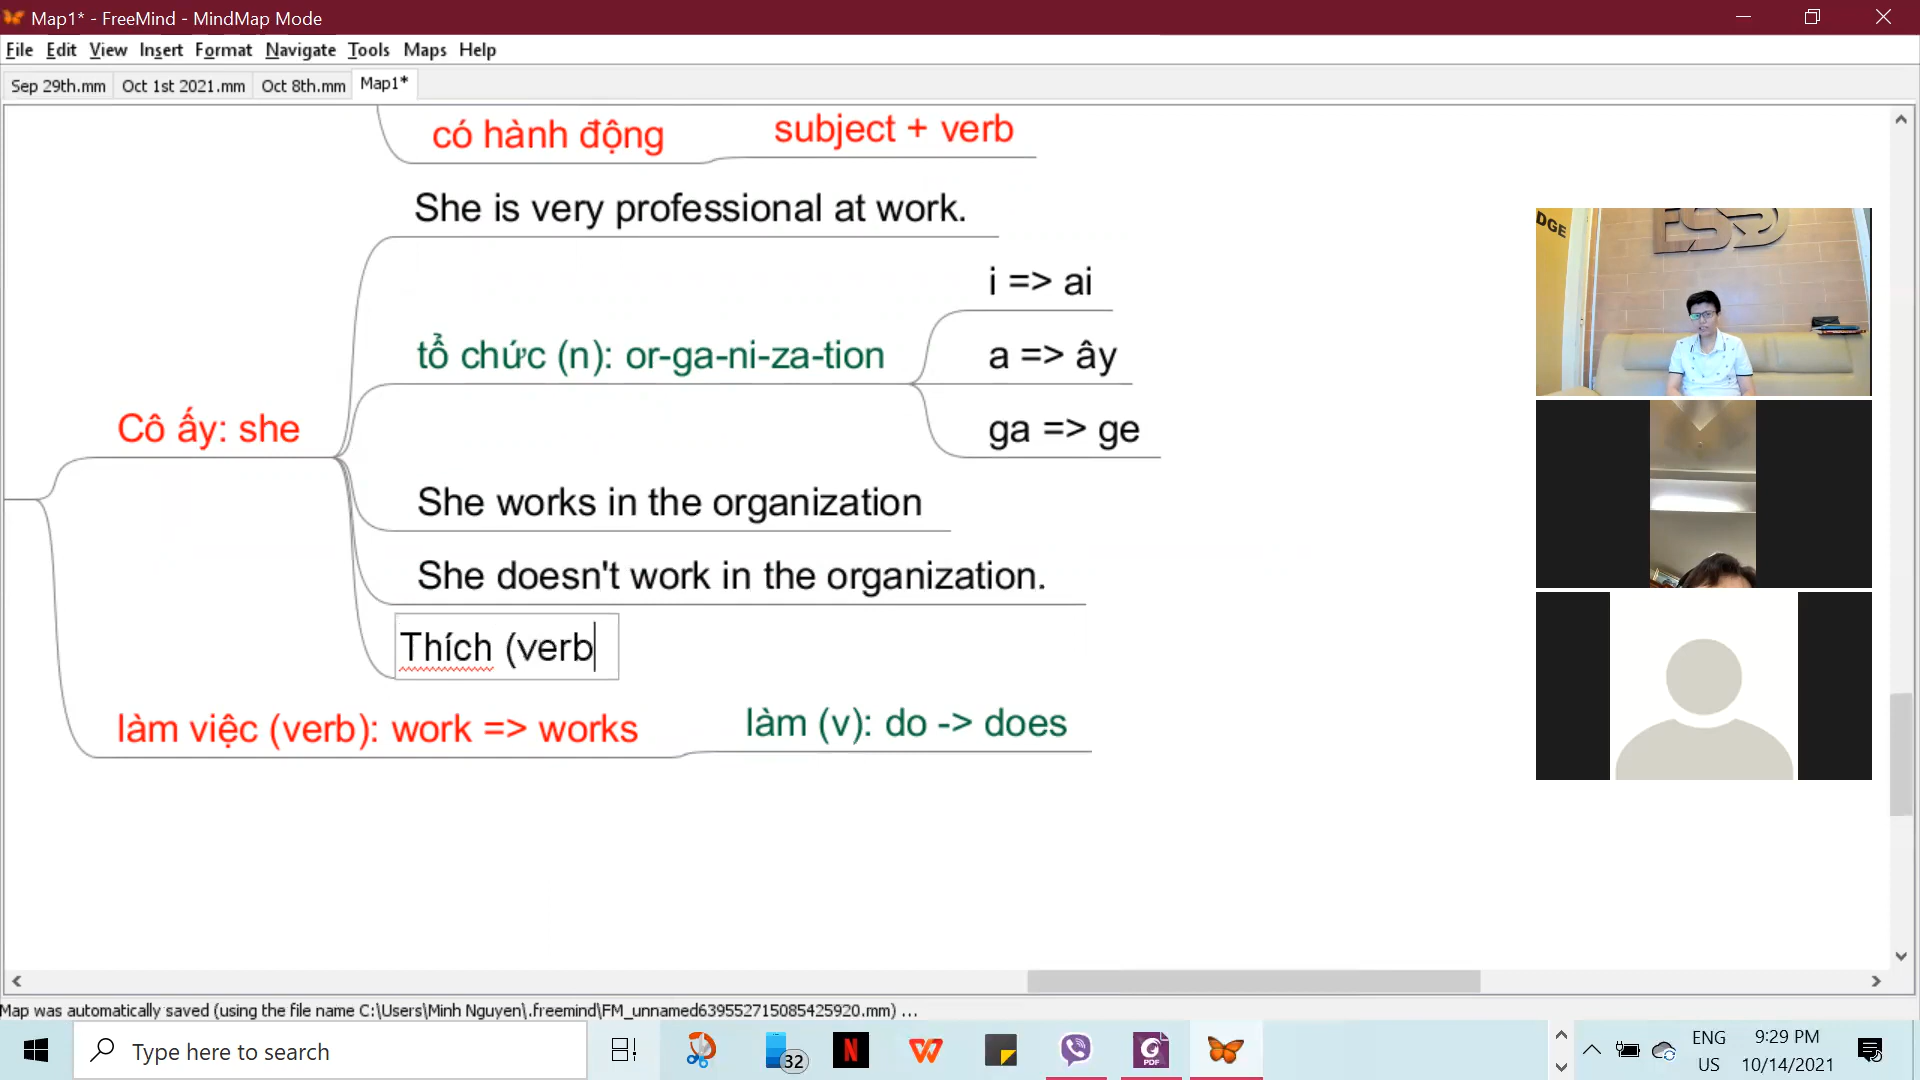 Map1* - FreeMind - MindMap Mode
File Edit View Insert Format Navigate Tools Maps Help
Sep 29th.mm Oct 1st 2021.mm Oct 8th.mm Map1*
có hành động
subject + verb
She is very professional at work.
i => ai
tổ chức (n): or-ga-ni-za-tion
a => ây
Cô ấy: she
ga => ge
She works in the organization
She doesn't work in the organization.
Thích (verb
làm việc (verb): work => works
làm (v): do -> does
DGE
ESD
Map was automatically saved (using the file name C:\Users\Minh Nguyen\.freemind\FM_unnamed639552715085425920.mm) ...
Type here to search
32
N
W
PDF
ENG
US
9:29 PM
10/14/2021